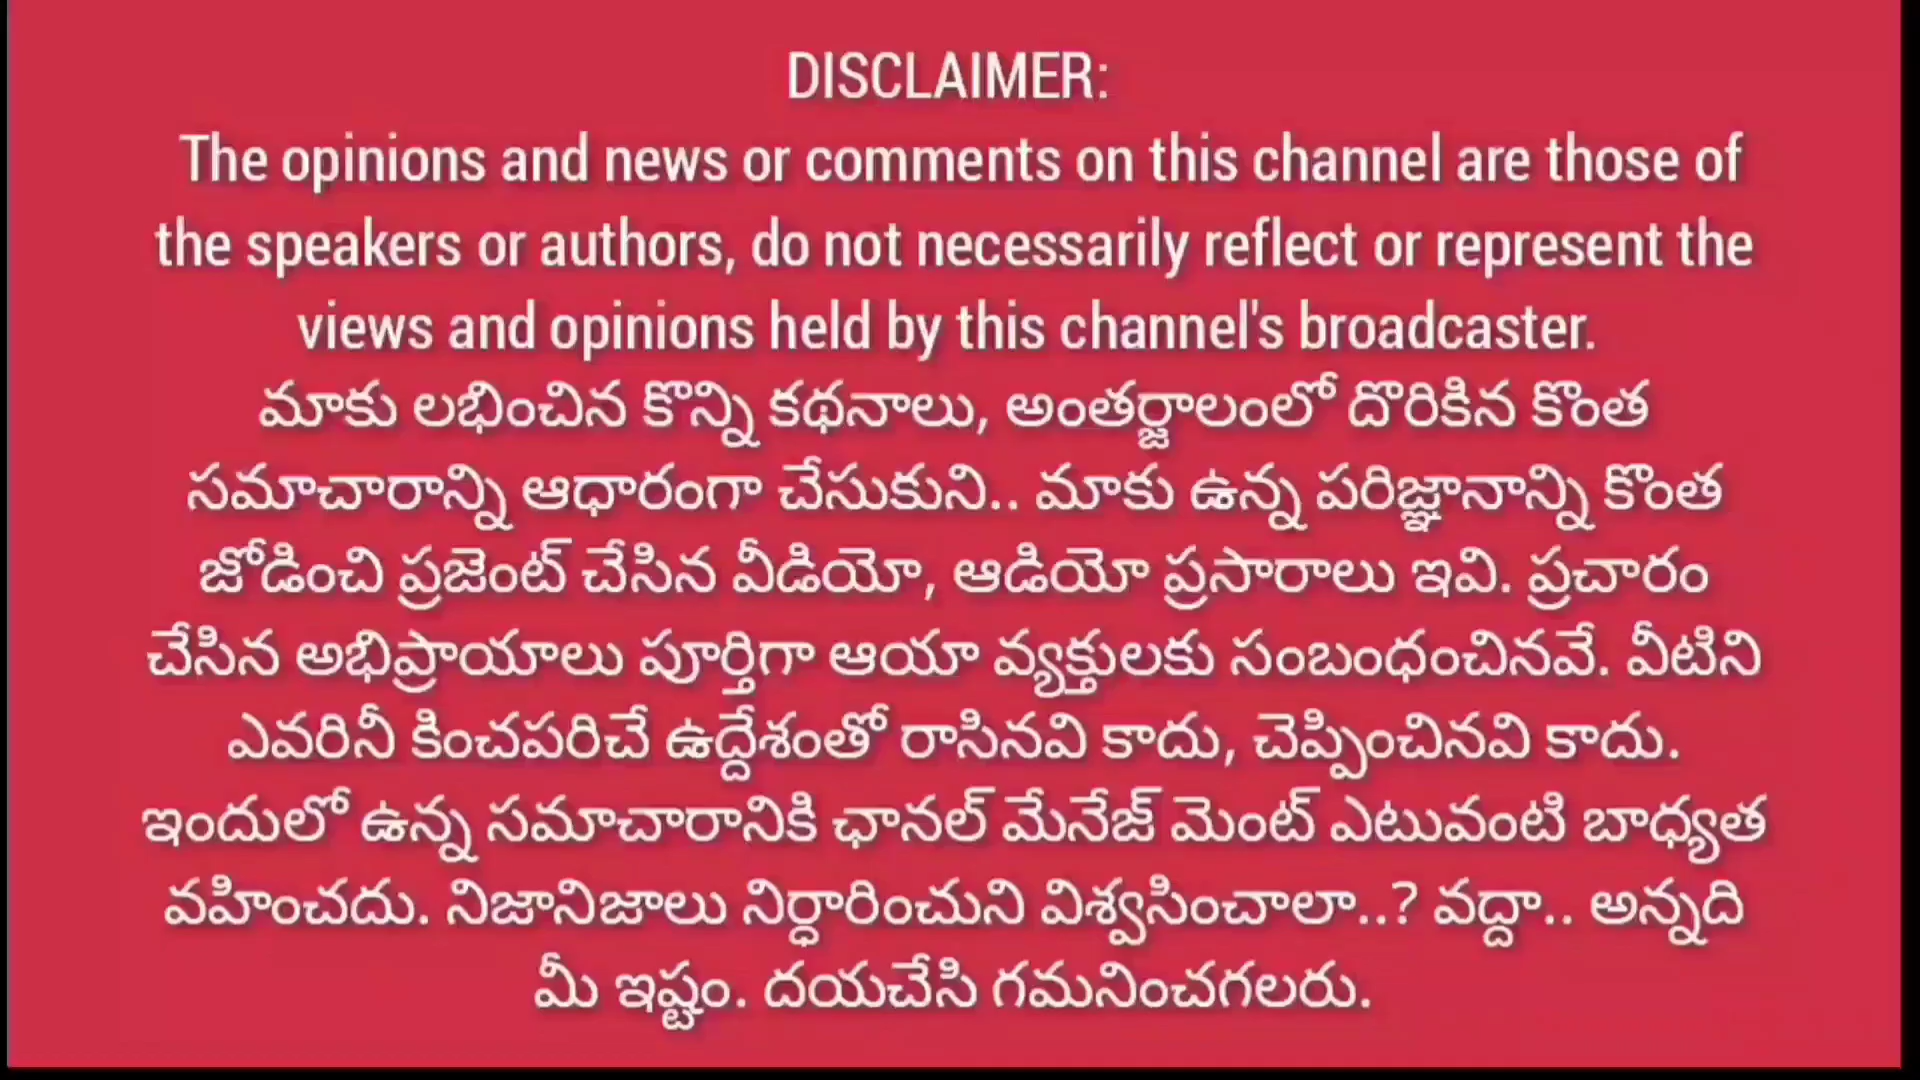 DISCLAIMER:
The opinions and news or comments on this channel are those of
the speakers or authors, do not necessarily reflect or represent the
views and opinions held by this channel's broadcaster.
మాకు లభించిన కొన్ని కథనాలు, అంతర్జాలంలో దొరికిన కొంత
సమాచారాన్ని ఆధారంగా చేసుకుని.. మాకు ఉన్న పరిజ్ఞానాన్ని కొంత
జోడించి ప్రజెంట్ చేసిన వీడియో, ఆడియో ప్రసారాలు ఇవి. ప్రచారం
చేసిన అభిప్రాయాలు పూర్తిగా ఆయా వ్యక్తులకు సంబంధంచినవే. వీటిని
ఎవరినీ కించపరిచే ఉద్దేశంతో రాసినవి కాదు, చెప్పించినవి కాదు.
ఇందులో ఉన్న సమాచారానికి ఛానల్ మేనేజ్ మెంట్ ఎటువంటి బాధ్యత
వహించదు. నిజానిజాలు నిర్ధారించుని విశ్వసించాలా..? వద్దా.. అన్నది
మీ ఇష్టం. దయచేసి గమనించగలరు.